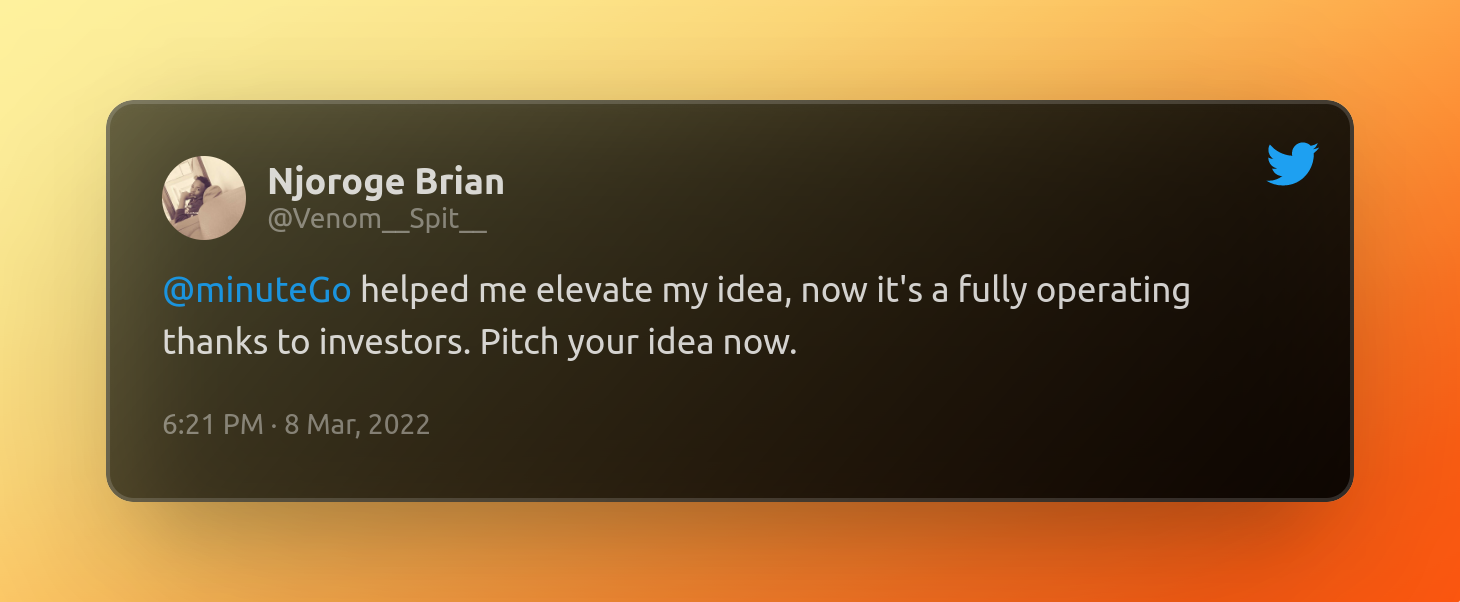 Njoroge Brian
@Venom__Spit__
@minuteGo helped me elevate my idea, now it's a fully operating
thanks to investors. Pitch your idea now.
6:21 PM · 8 Mar, 2022